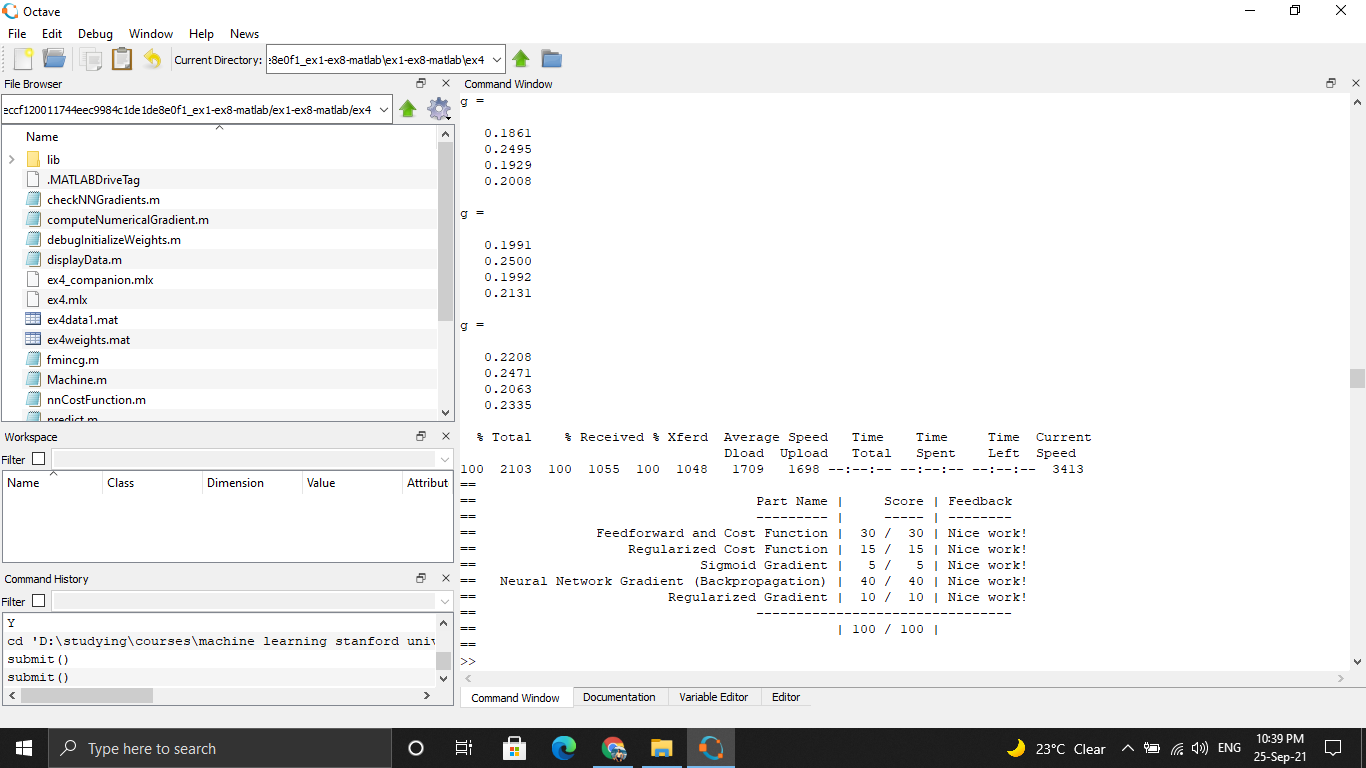 Octave
File Edit Debug Window Help News
Current Directory: :8e0f1_ex1-ex8-matlab\ex1-ex8-matlab\ex4
File Browser
eccf120011744eec9984c1de1de8e0f1_ex1-ex8-matlab/ex1-ex8-matlab/ex4
Name
lib
.MATLABDriveTag
checkNNGradients.m
computeNumericalGradient.m
debugInitializeWeights.m
displayData.m
ex4_companion.mlx
ex4.mlx
ex4data1.mat
ex4weights.mat
fmincg.m
Machine.m
nnCostFunction.m
predict.m
Workspace
Filter
Name Class Dimension Value Attribut
Command History
Filter
Y
cd 'D:\studying\courses\machine learning stanford univ
submit()
submit()
Command Window
g =
0.1861
0.2495
0.1929
0.2008
g =
0.1991
0.2500
0.1992
0.2131
g =
0.2208
0.2471
0.2063
0.2335
% Total % Received % Xferd Average Speed Time Time Time Current
Dload Upload Total Spent Left Speed
100 2103 100 1055 100 1048 1709 1698 --:--:-- --:--:-- --:--:-- 3413
==
== Part Name | Score | Feedback
== --------- | ----- | --------
== Feedforward and Cost Function | 30 / 30 | Nice work!
== Regularized Cost Function | 15 / 15 | Nice work!
== Sigmoid Gradient | 5 / 5 | Nice work!
== Neural Network Gradient (Backpropagation) | 40 / 40 | Nice work!
== Regularized Gradient | 10 / 10 | Nice work!
== --------------------------------
== | 100 / 100 |
==
>>
Command Window Documentation Variable Editor Editor
Type here to search
23°C Clear
ENG
10:39 PM
25-Sep-21